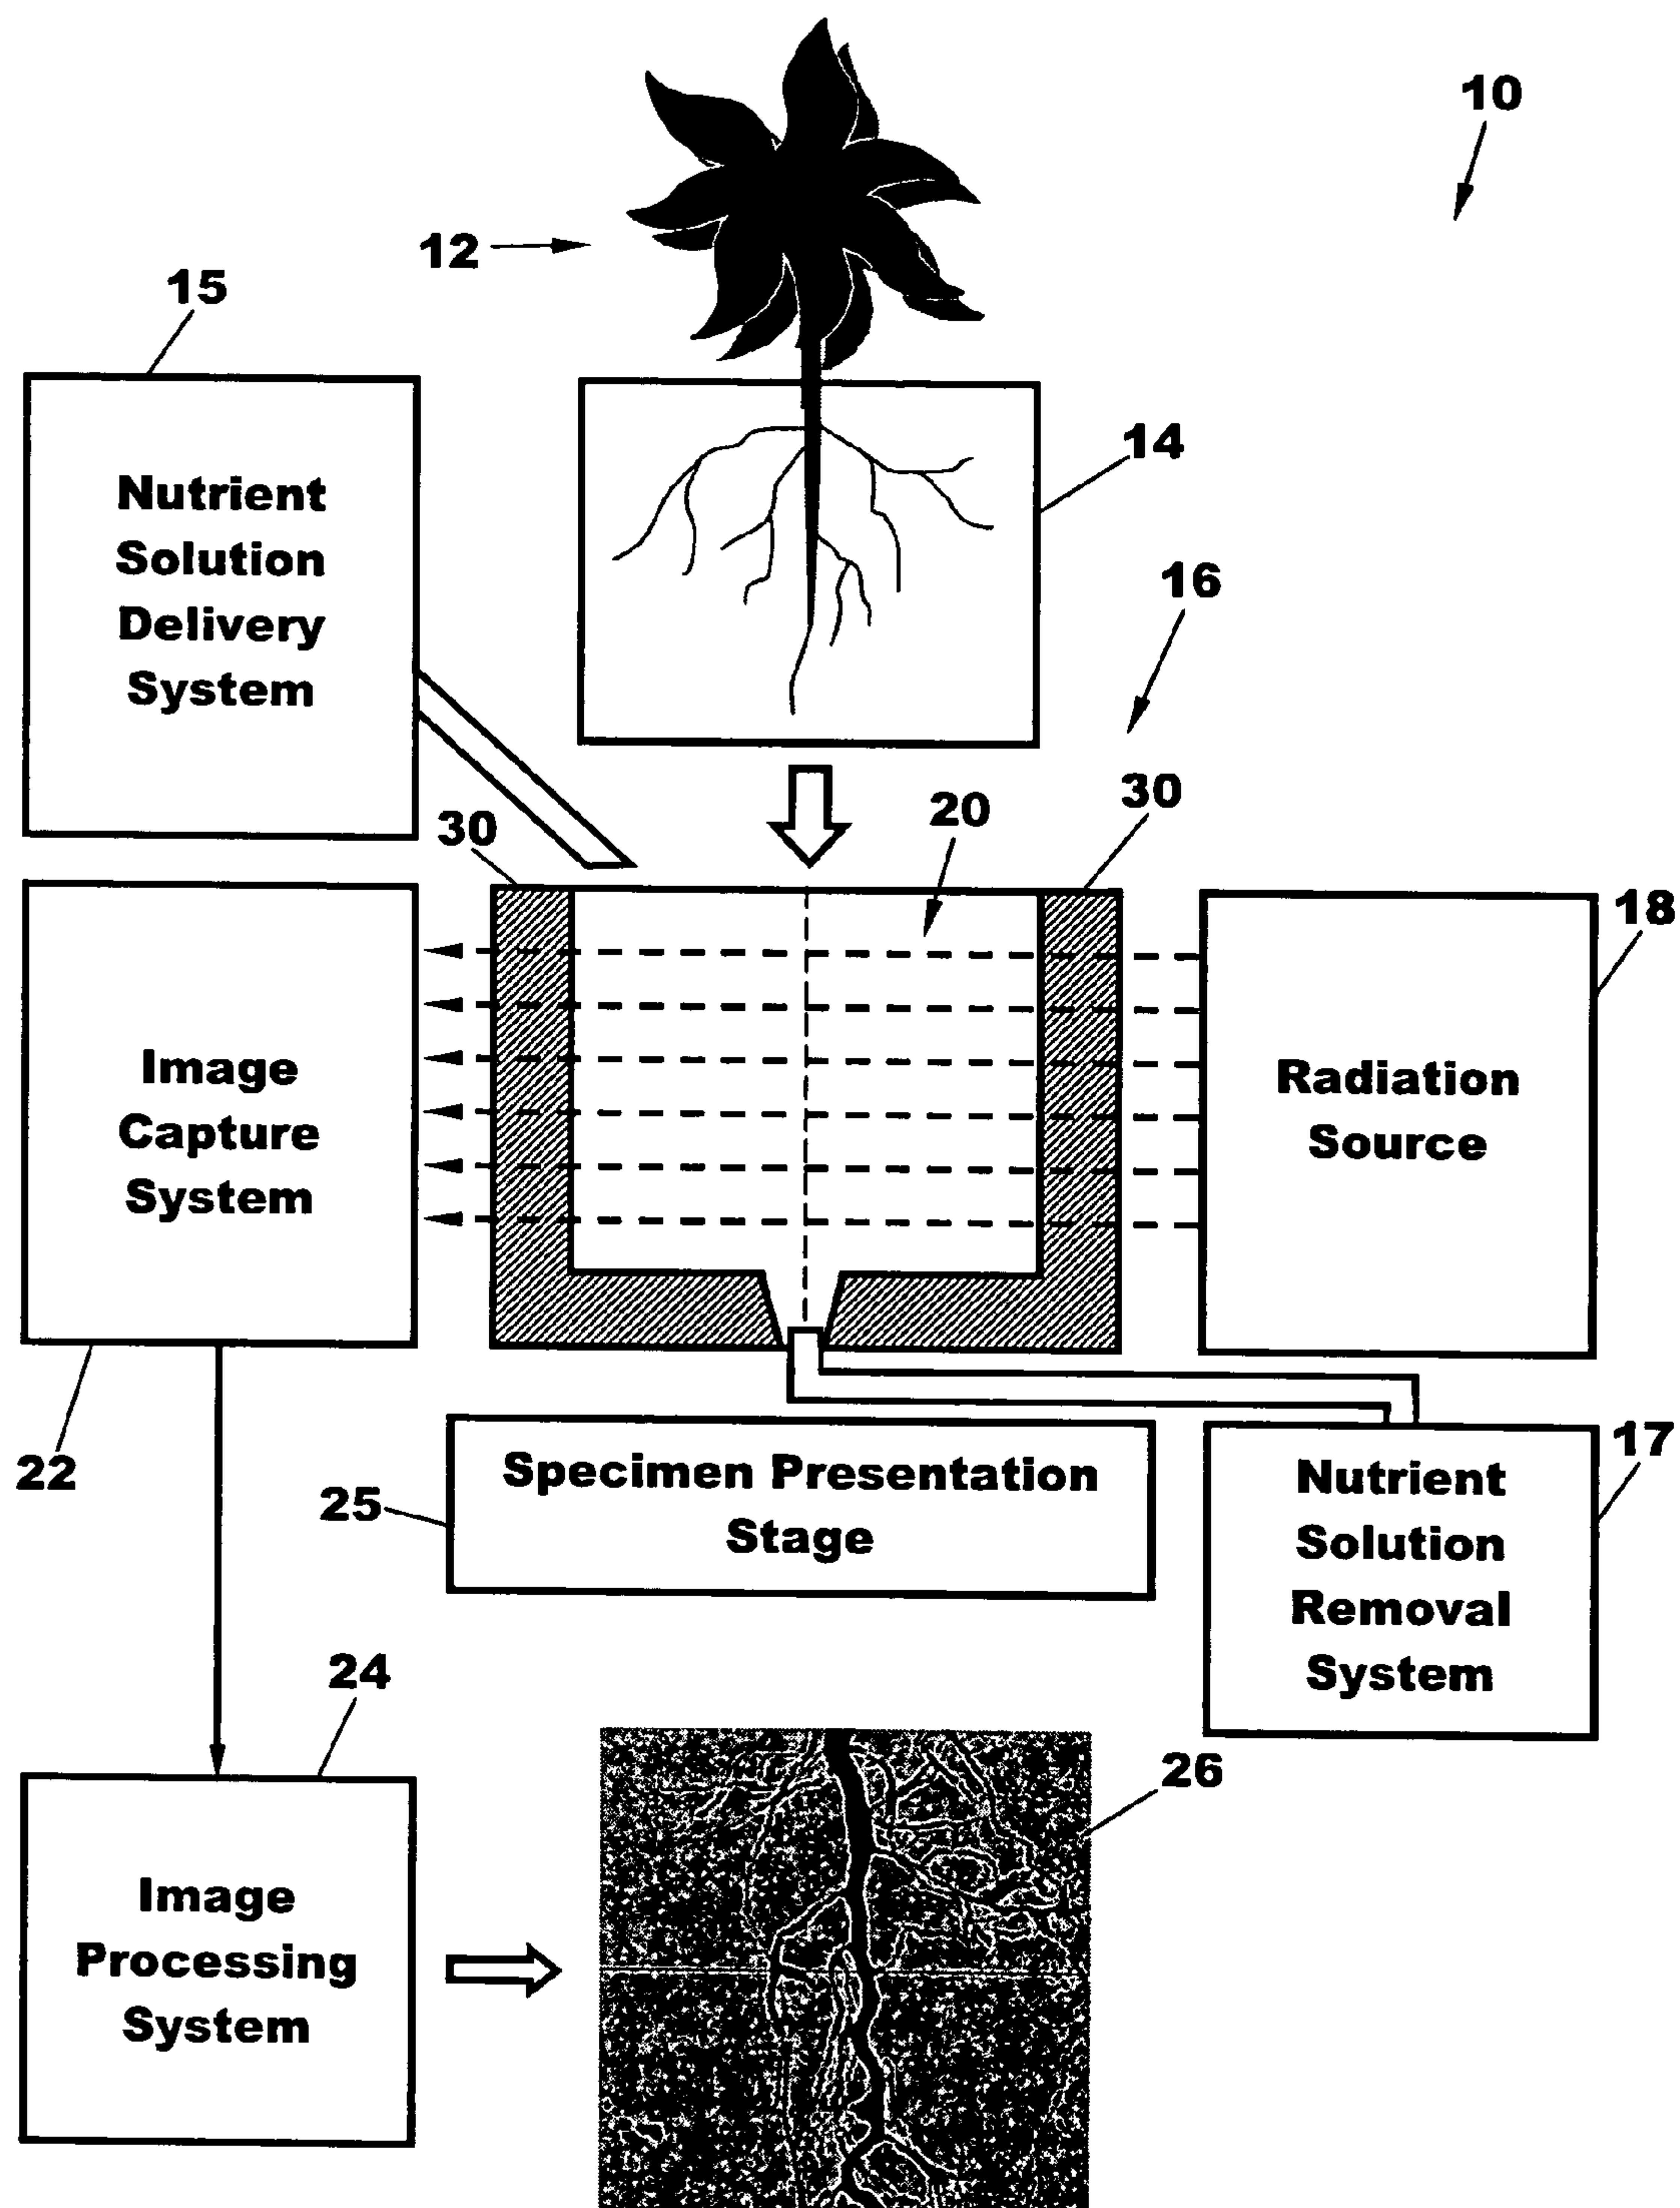 10
12
15
Nutrient
Solution
Delivery
System
14
16
30
20
30
18
Image
Capture
System
Radiation
Source
22
25
Specimen Presentation
Stage
17
Nutrient
Solution
Removal
System
24
26
Image
Processing
System